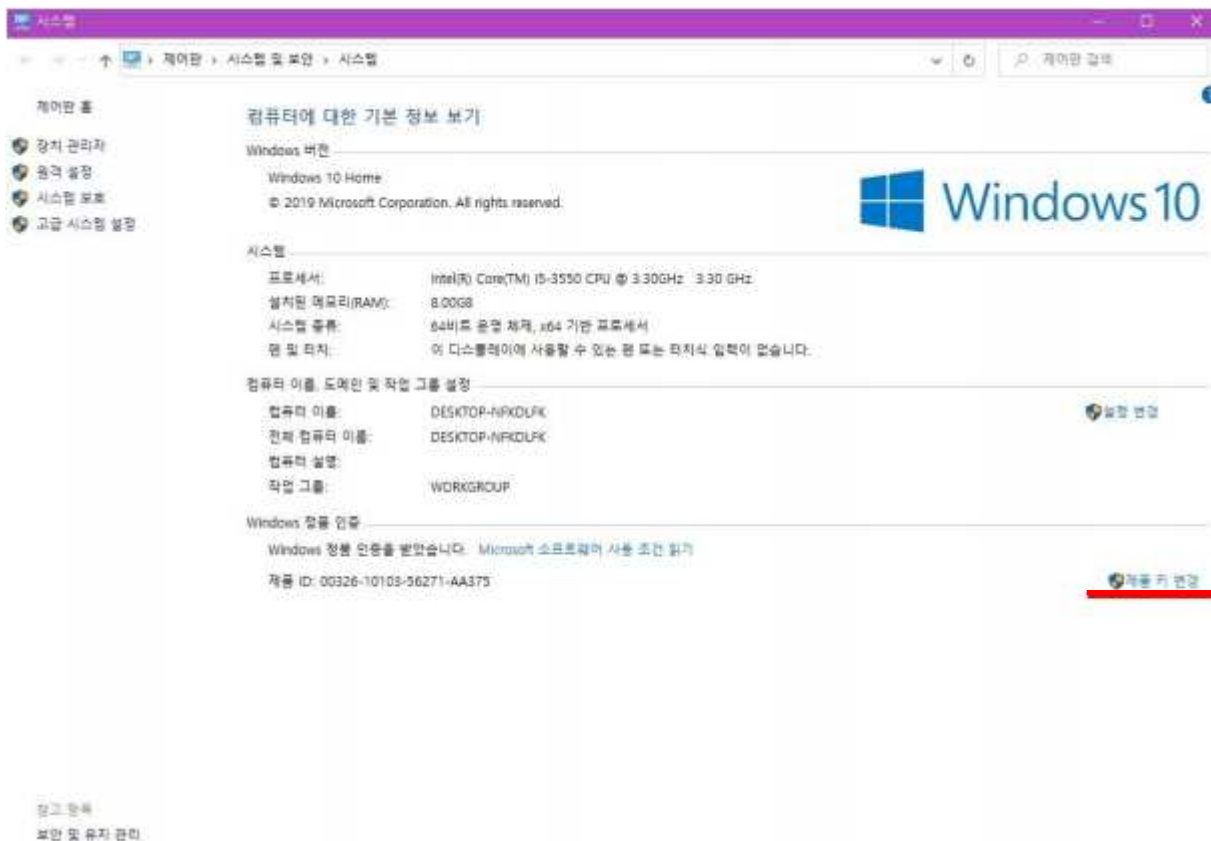 시스템
제어판 › 시스템 및 보안 › 시스템
제어판 검색
제어판 홈
장치 관리자
원격 설정
시스템 보호
고급 시스템 설정
컴퓨터에 대한 기본 정보 보기
Windows 버전
Windows 10 Home
© 2019 Microsoft Corporation. All rights reserved.
Windows 10
시스템
프로세서: Intel(R) Core(TM) i5-3550 CPU @ 3.30GHz 3.30 GHz
설치된 메모리(RAM): 8.00GB
시스템 종류: 64비트 운영 체제, x64 기반 프로세서
펜 및 터치: 이 디스플레이에 사용할 수 있는 펜 또는 터치식 입력이 없습니다.
컴퓨터 이름, 도메인 및 작업 그룹 설정
컴퓨터 이름: DESKTOP-NFKDLFK 설정 변경
전체 컴퓨터 이름: DESKTOP-NFKDLFK
컴퓨터 설명:
작업 그룹: WORKGROUP
Windows 정품 인증
Windows 정품 인증을 받았습니다. Microsoft 소프트웨어 사용 조건 읽기
제품 ID: 00326-10103-56271-AA375 제품 키 변경
참고 항목
보안 및 유지 관리